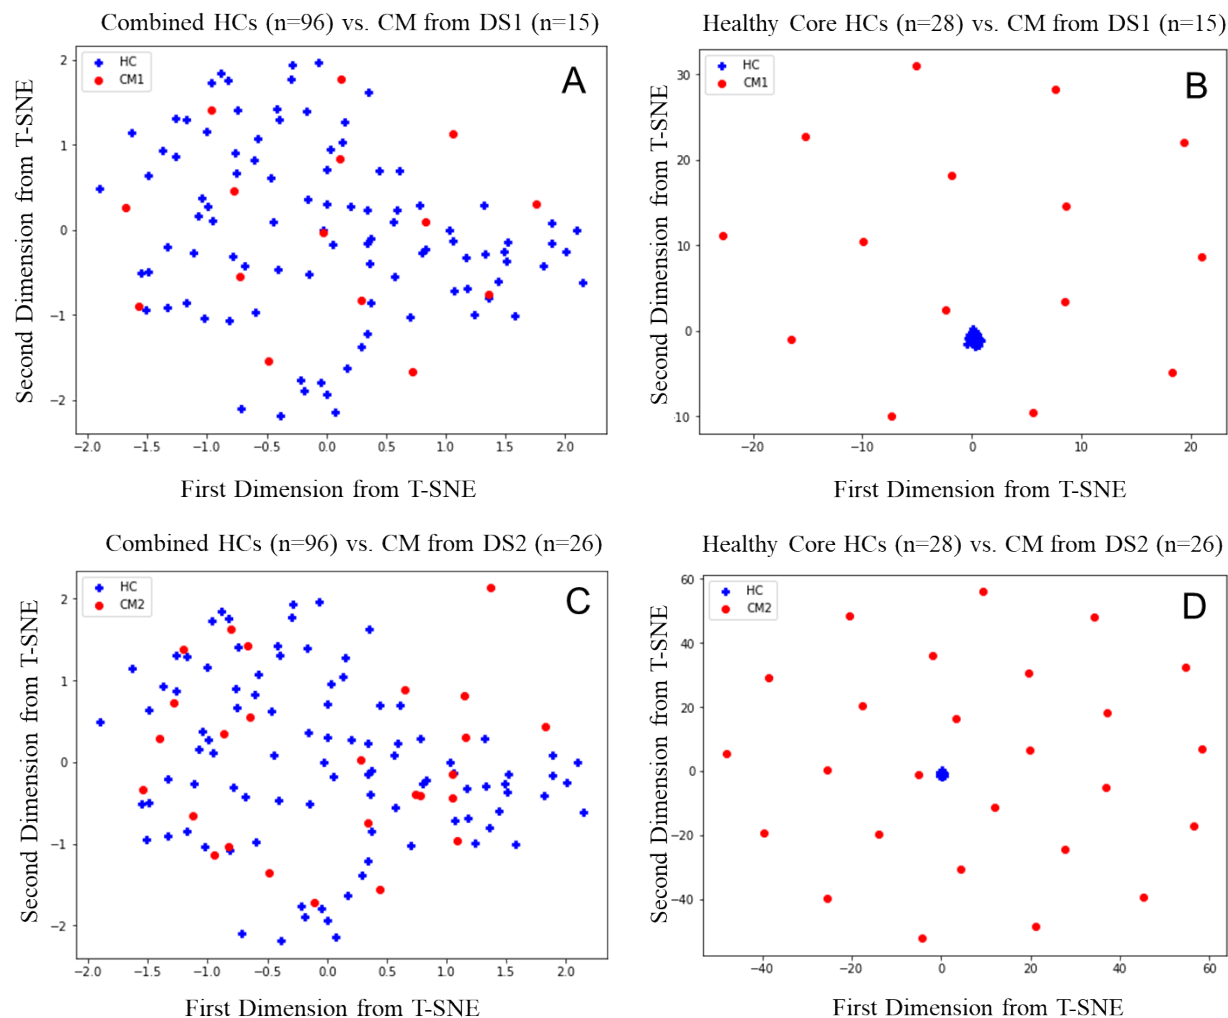 Combined HCs (n=96) vs. CM from DS1 (n=15)
HC
CM1
A
Second Dimension from T-SNE
2
1
0
−1
−2
−2.0 −1.5 −1.0 −0.5 0.0 0.5 1.0 1.5 2.0
First Dimension from T-SNE
Healthy Core HCs (n=28) vs. CM from DS1 (n=15)
HC
CM1
B
Second Dimension from T-SNE
30
20
10
0
10
−20 −10 0 10 20
First Dimension from T-SNE
Combined HCs (n=96) vs. CM from DS2 (n=26)
HC
CM2
C
Second Dimension from T-SNE
2
1
0
−1
−2
−2.0 −1.5 −1.0 −0.5 0.0 0.5 1.0 1.5 2.0
First Dimension from T-SNE
Healthy Core HCs (n=28) vs. CM from DS2 (n=26)
HC
CM2
D
Second Dimension from T-SNE
60
40
20
0
−20
−40
−40 −20 0 20 40 60
First Dimension from T-SNE